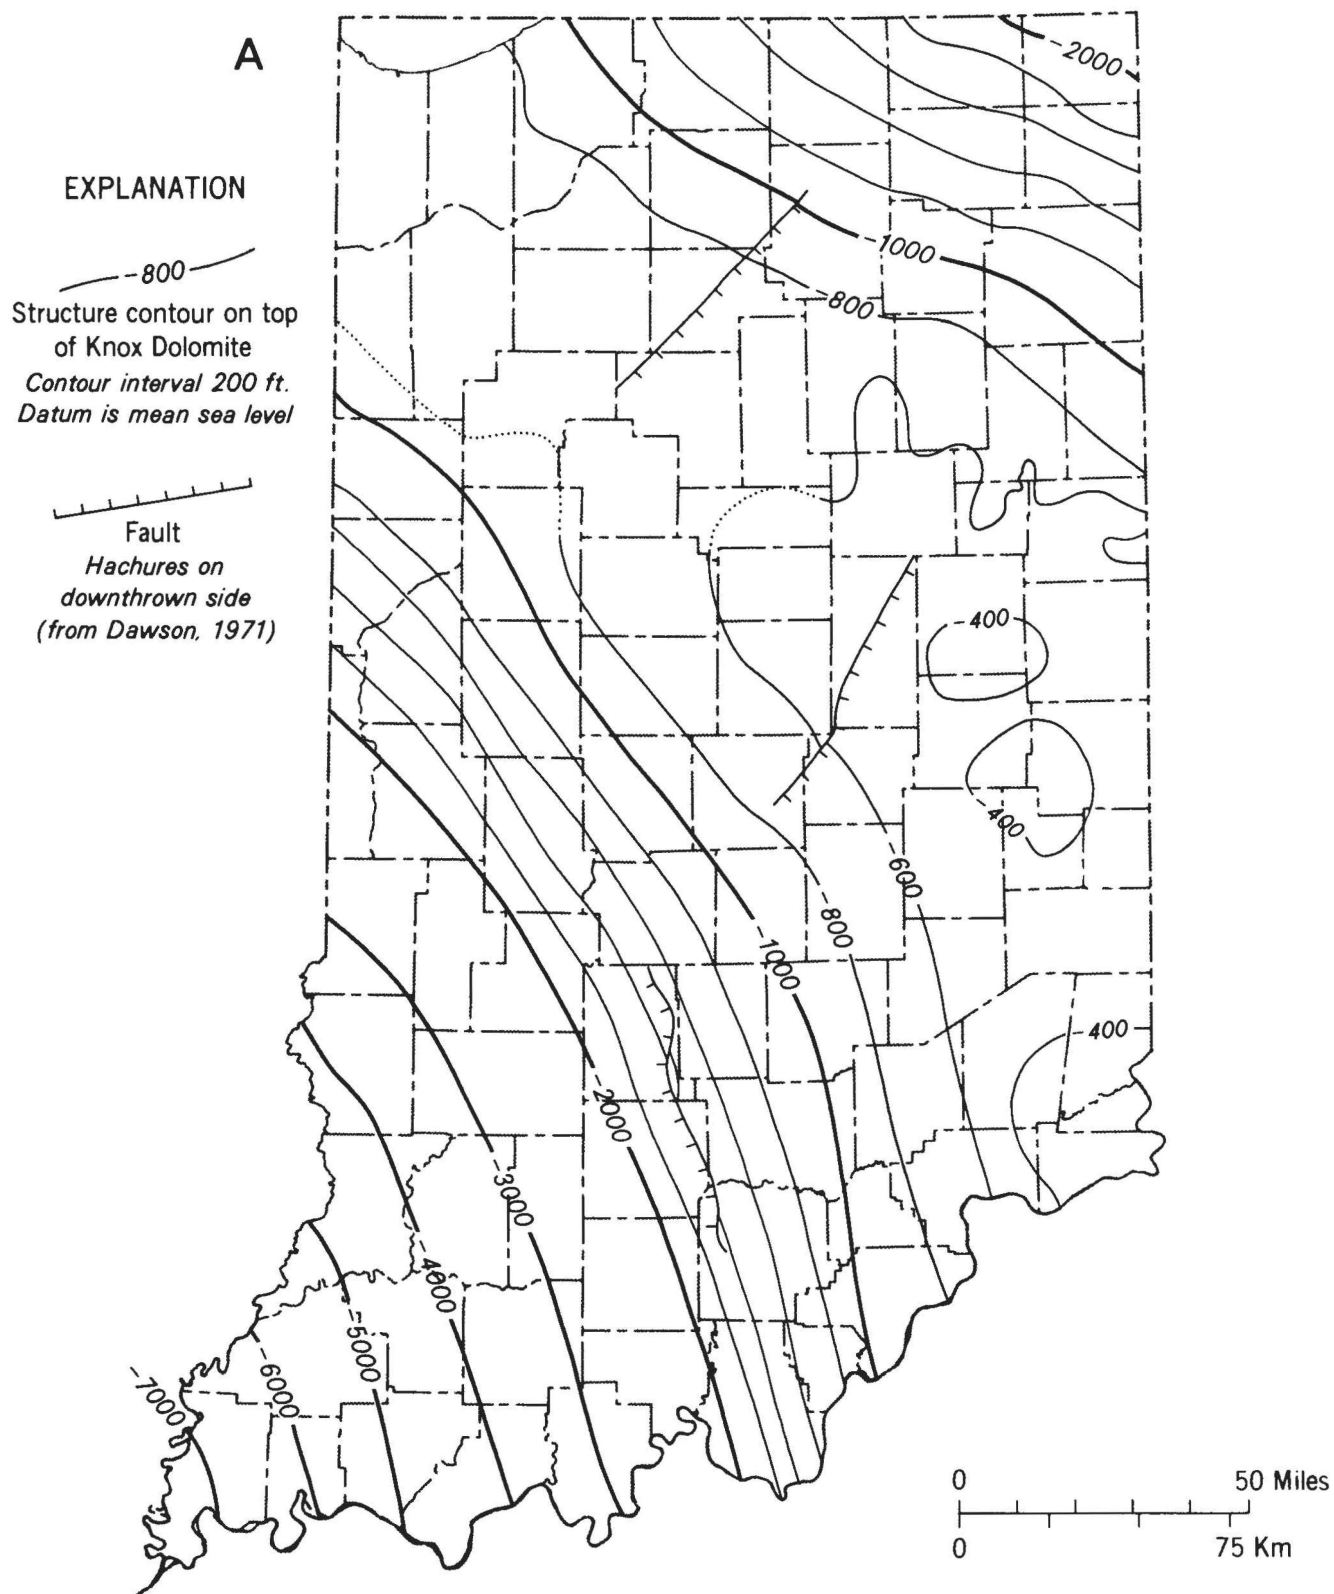 A
EXPLANATION
-800
Structure contour on top
of Knox Dolomite
Contour interval 200 ft.
Datum is mean sea level
Fault
Hachures on
downthrown side
(from Dawson, 1971)
-2000
-1000
-800
-400
-400
-600
-800
-1000
-400
-2000
-3000
-4000
-5000
-6000
-7000
0 50 Miles
0 75 Km